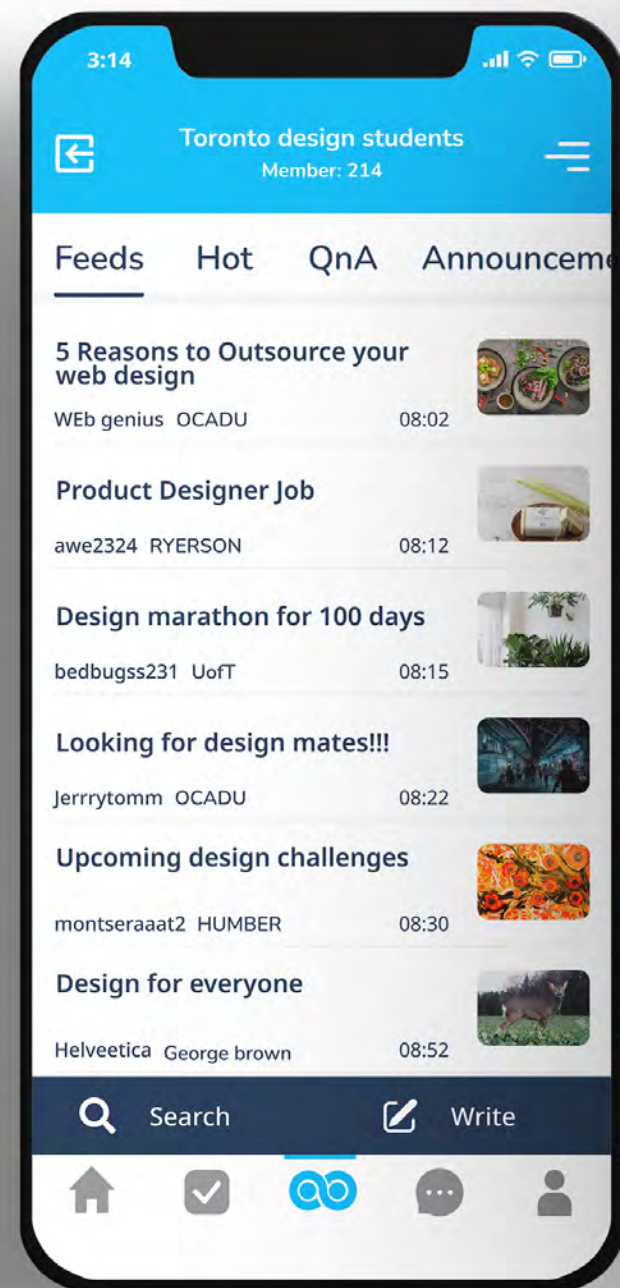 3:14
Toronto design students
Member: 214
Feeds Hot QnA Announceme
5 Reasons to Outsource your
web design
WEb genius OCADU 08:02
Product Designer Job
awe2324 RYERSON 08:12
Design marathon for 100 days
bedbugss231 UofT 08:15
Looking for design mates!!!
Jerrrytomm OCADU 08:22
Upcoming design challenges
montseraaat2 HUMBER 08:30
Design for everyone
Helveetica George brown 08:52
Search Write